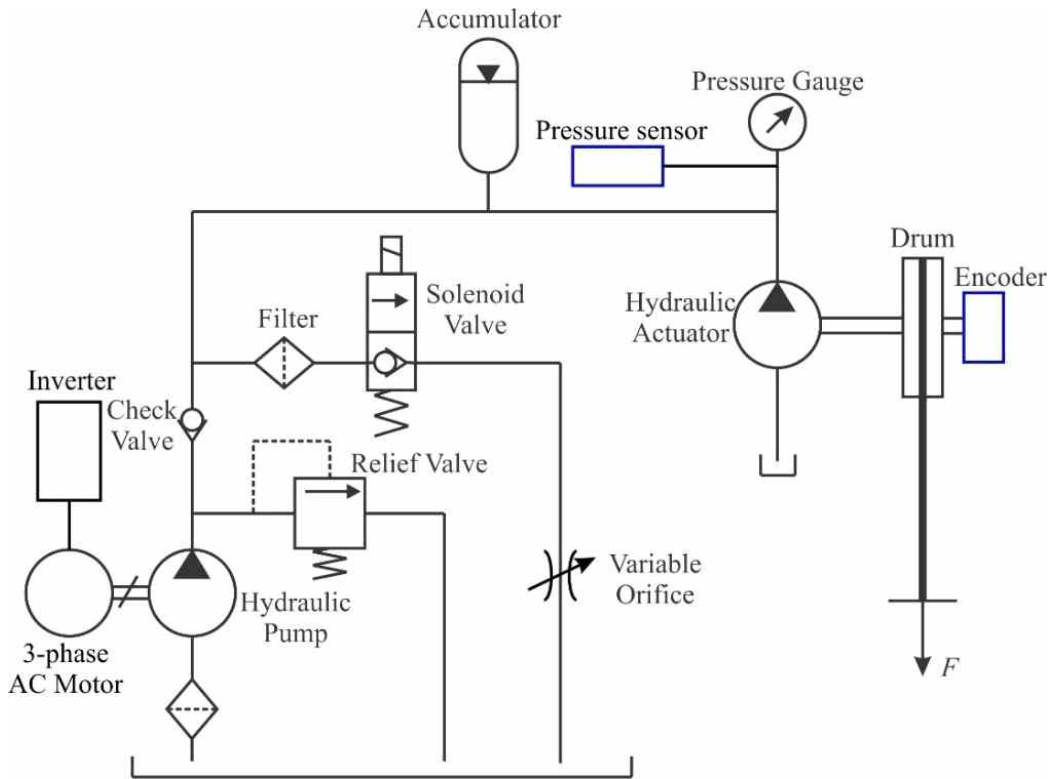 Accumulator
Pressure Gauge
Pressure sensor
Drum
Encoder
Solenoid
Valve
Hydraulic
Actuator
Filter
Inverter
Check
Valve
Relief Valve
Variable
Orifice
Hydraulic
Pump
3-phase
AC Motor
F